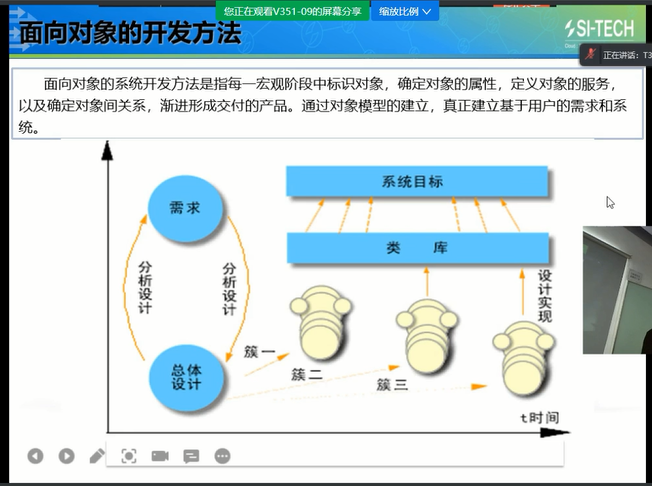 您正在观看V351-09的屏幕分享
缩放比例
面向对象的开发方法
SI-TECH
正在讲话: T3
面向对象的系统开发方法是指每一宏观阶段中标识对象，确定对象的属性，定义对象的服务，
以及确定对象间关系，渐进形成交付的产品。通过对象模型的建立，真正建立基于用户的需求和系
统。
需求
系统目标
类 库
分析设计
分析设计
设计实现
总体
设计
簇一
簇二
簇三
t时间